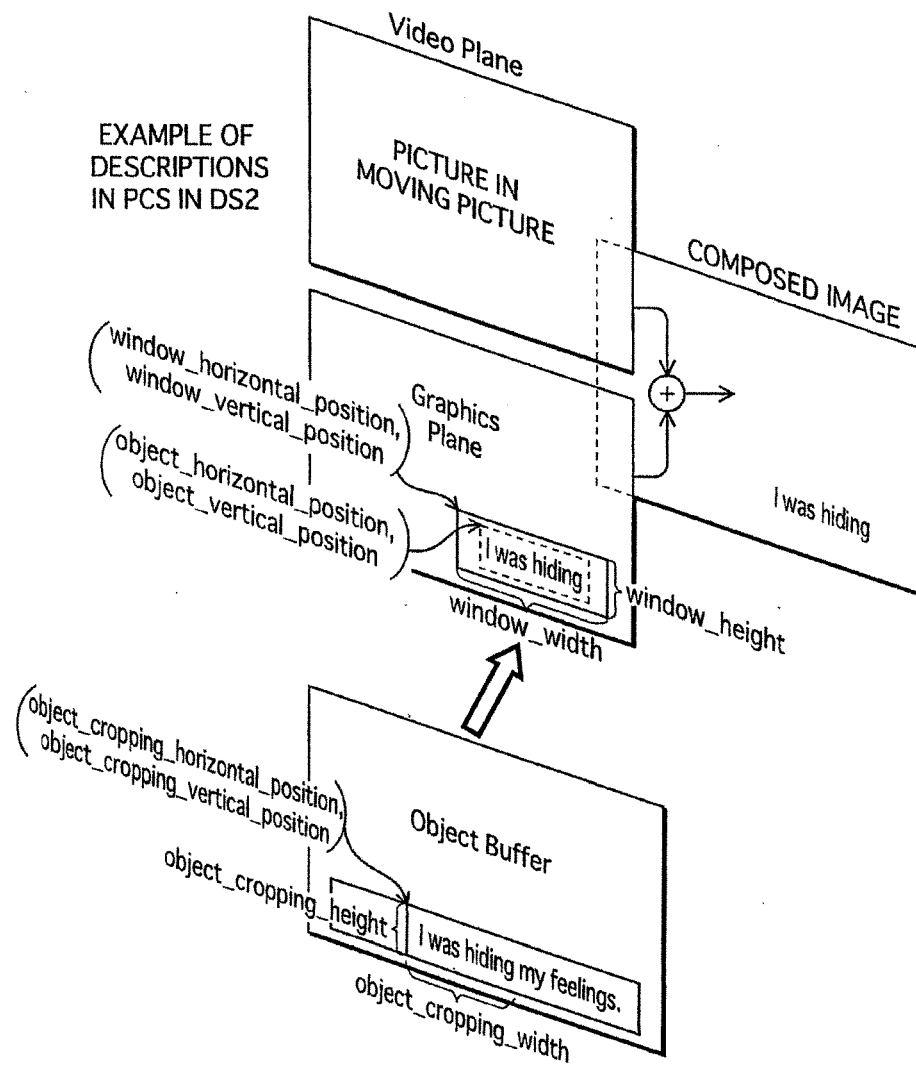 Video Plane
EXAMPLE OF
DESCRIPTIONS
IN PCS IN DS2
PICTURE IN
MOVING PICTURE
COMPOSED IMAGE
(window_horizontal_position,
window_vertical_position)
Graphics
Plane
(object_horizontal_position,
object_vertical_position)
I was hiding
I was hiding
window_height
window_width
(object_cropping_horizontal_position,
object_cropping_vertical_position)
Object Buffer
object_cropping_height
I was hiding my feelings.
object_cropping_width